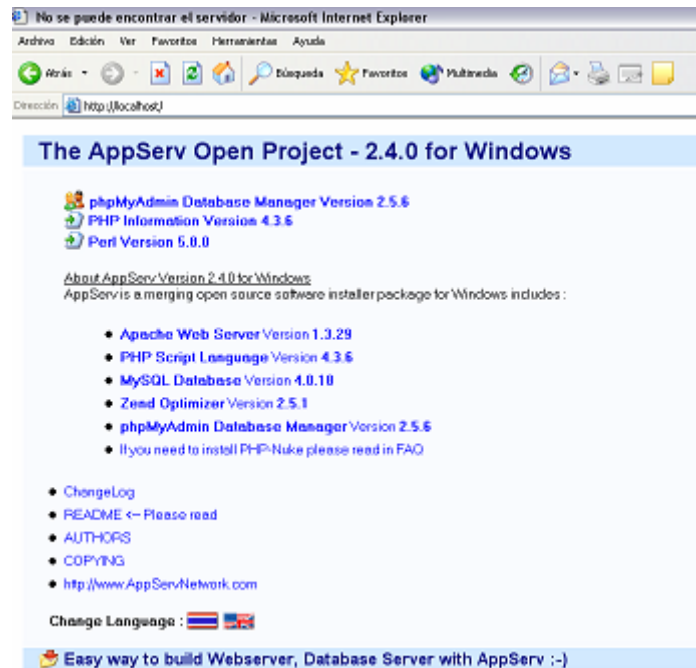 No se puede encontrar el servidor - Microsoft Internet Explorer
Archivo Edición Ver Favoritos Herramientas Ayuda
Atrás Búsqueda Favoritos Multimedia
Dirección http://localhost/
The AppServ Open Project - 2.4.0 for Windows
phpMyAdmin Database Manager Version 2.5.6
PHP Information Version 4.3.6
Perl Version 5.8.0
About AppServ Version 2.4.0 for Windows
AppServ is a merging open source software installer package for Windows includes :
Apache Web Server Version 1.3.29
PHP Script Language Version 4.3.6
MySQL Database Version 4.0.18
Zend Optimizer Version 2.5.1
phpMyAdmin Database Manager Version 2.5.6
If you need to install PHP-Nuke please read in FAQ
ChangeLog
README <-- Please read
AUTHORS
COPYING
http://www.AppServNetwork.com
Change Language :
Easy way to build Webserver, Database Server with AppServ :-)